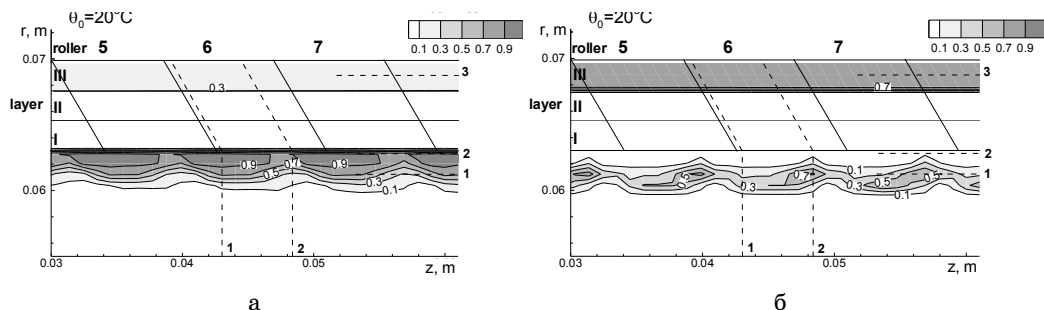 θ₀=20°C
r, m
0.1 0.3 0.5 0.7 0.9
roller 5 6 7
0.07
III
3
0.3
layer
II
I
0.9 0.7 0.9
2
0.5
1
0.3
0.06
0.1
1 2
0.03 0.04 0.05
z, m
а
θ₀=20°C
r, m
0.1 0.3 0.5 0.7 0.9
roller 5 6 7
0.07
III
3
0.7
layer
II
I
2
0.1
0.5 0.7 0.5
1
0.3 0.3 0.5
0.06
0.1
1 2
0.03 0.04 0.05
z, m
б